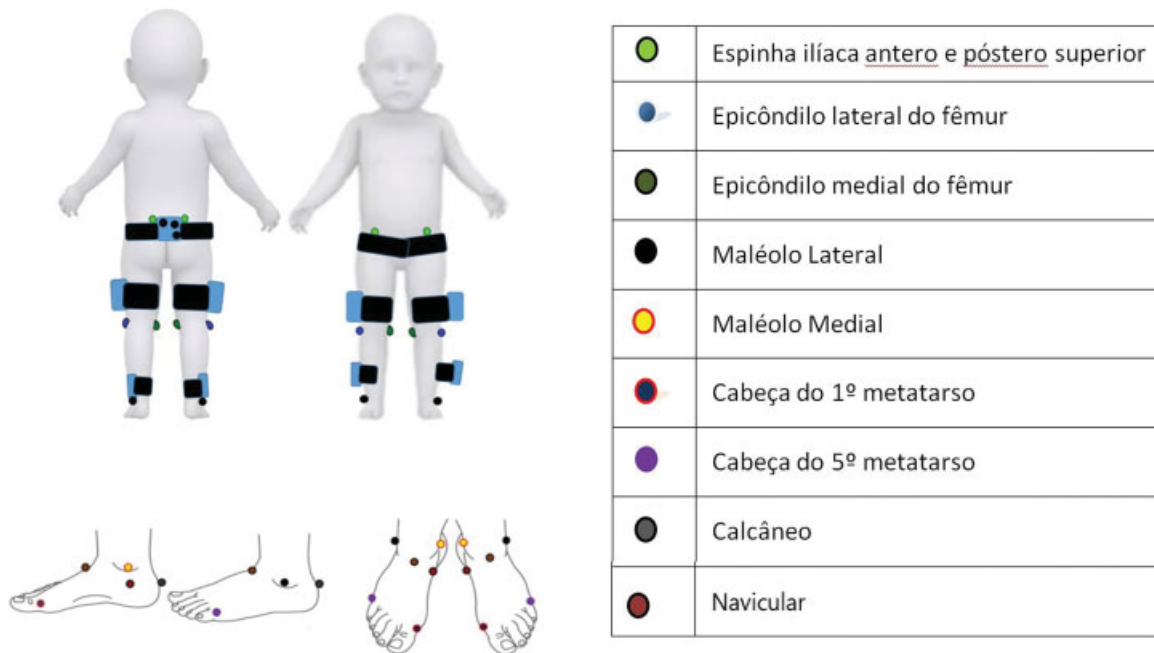 Espinha ilíaca antero e póstero superior
Epicôndilo lateral do fêmur
Epicôndilo medial do fêmur
Maléolo Lateral
Maléolo Medial
Cabeça do 1º metatarso
Cabeça do 5º metatarso
Calcâneo
Navicular